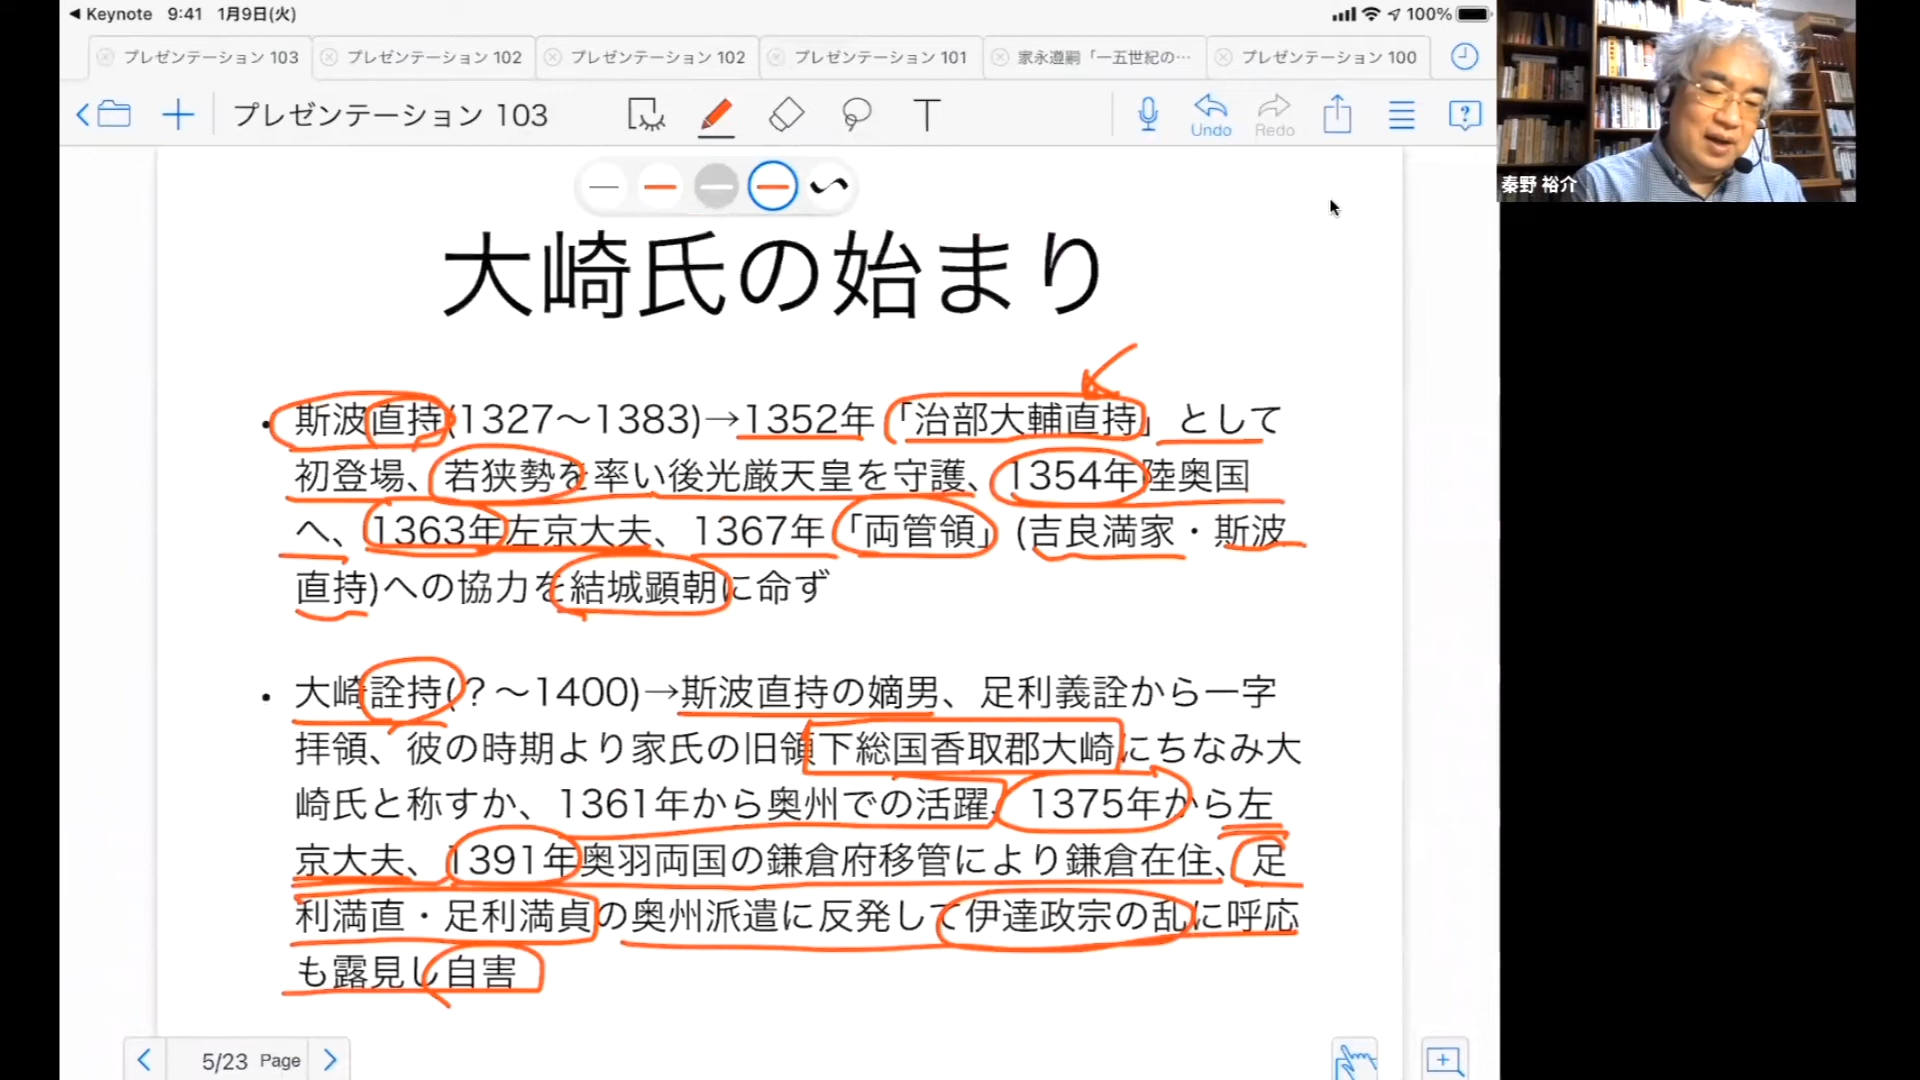 Keynote 9:41 1月9日(火) 100%
プレゼンテーション 103 プレゼンテーション 102 プレゼンテーション 102 プレゼンテーション 101 家永遵嗣「一五世紀の… プレゼンテーション 100
プレゼンテーション 103 T Undo Redo
秦野 裕介
大崎氏の始まり
・斯波直持(1327〜1383)→1352年「治部大輔直持」として
初登場、若狭勢を率い後光厳天皇を守護、1354年陸奥国
へ、1363年左京大夫、1367年「両管領」(吉良満家・斯波
直持)への協力を結城顕朝に命ず
・大崎詮持(？〜1400)→斯波直持の嫡男、足利義詮から一字
拝領、彼の時期より家氏の旧領下総国香取郡大崎にちなみ大
崎氏と称すか、1361年から奥州での活躍、1375年から左
京大夫、1391年奥羽両国の鎌倉府移管により鎌倉在住、足
利満直・足利満貞の奥州派遣に反発して伊達政宗の乱に呼応
も露見し自害
5/23 Page